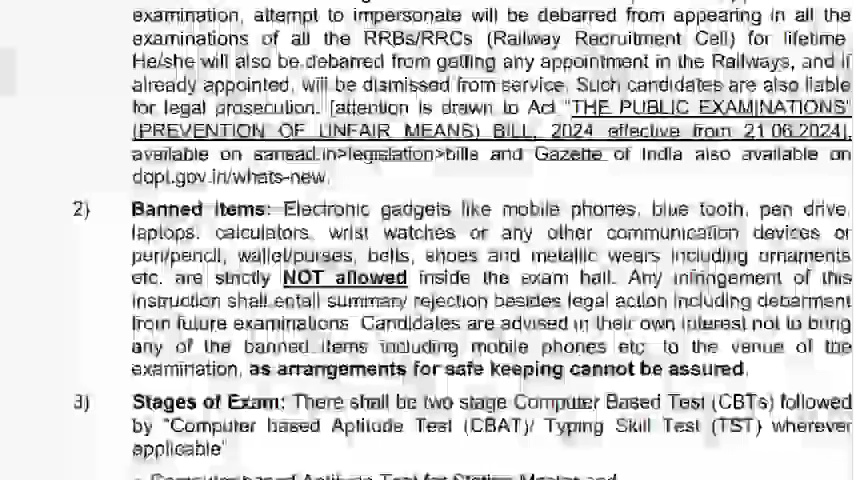 examination, attempt to impersonate will be debarred from appearing in all the
examinations of all the RRBs/RRCs (Railway Recruitment Cell) for lifetime.
He/she will also be debarred from getting any appointment in the Railways, and if
already appointed, will be dismissed from service. Such candidates are also liable
for legal prosecution. [attention is drawn to Act "THE PUBLIC EXAMINATIONS"
(PREVENTION OF UNFAIR MEANS) BILL, 2024 effective from 21.06.2024],
available on sansad.in>legislation>bills and Gazette of India also available on
dopt.gov.in/whats-new.
2) Banned Items: Electronic gadgets like mobile phones, blue tooth, pen drive,
laptops, calculators, wrist watches or any other communication devices or
pen/pencil, wallet/purses, belts, shoes and metallic wears including ornaments
etc. are strictly NOT allowed inside the exam hall. Any infringement of this
instruction shall entail summary rejection besides legal action including debarment
from future examinations. Candidates are advised in their own interest not to bring
any of the banned items including mobile phones etc. to the venue of the
examination, as arrangements for safe keeping cannot be assured.
3) Stages of Exam: There shall be two stage Computer Based Test (CBTs) followed
by "Computer based Aptitude Test (CBAT)/ Typing Skill Test (TST) wherever
applicable"
Computer based Aptitude Test for Station Master and